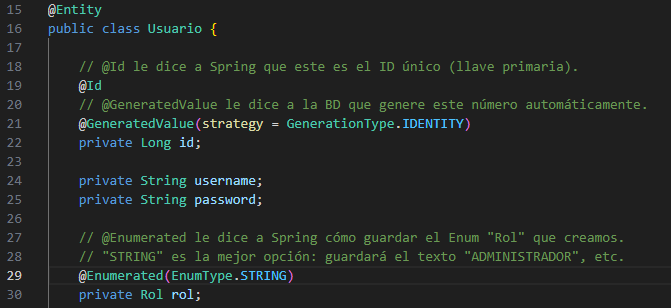 15 @Entity
16 public class Usuario {
17
18 // @Id le dice a Spring que este es el ID único (llave primaria).
19 @Id
20 // @GeneratedValue le dice a la BD que genere este número automáticamente.
21 @GeneratedValue(strategy = GenerationType.IDENTITY)
22 private Long id;
23
24 private String username;
25 private String password;
26
27 // @Enumerated le dice a Spring cómo guardar el Enum "Rol" que creamos.
28 // "STRING" es la mejor opción: guardará el texto "ADMINISTRADOR", etc.
29 @Enumerated(EnumType.STRING)
30 private Rol rol;